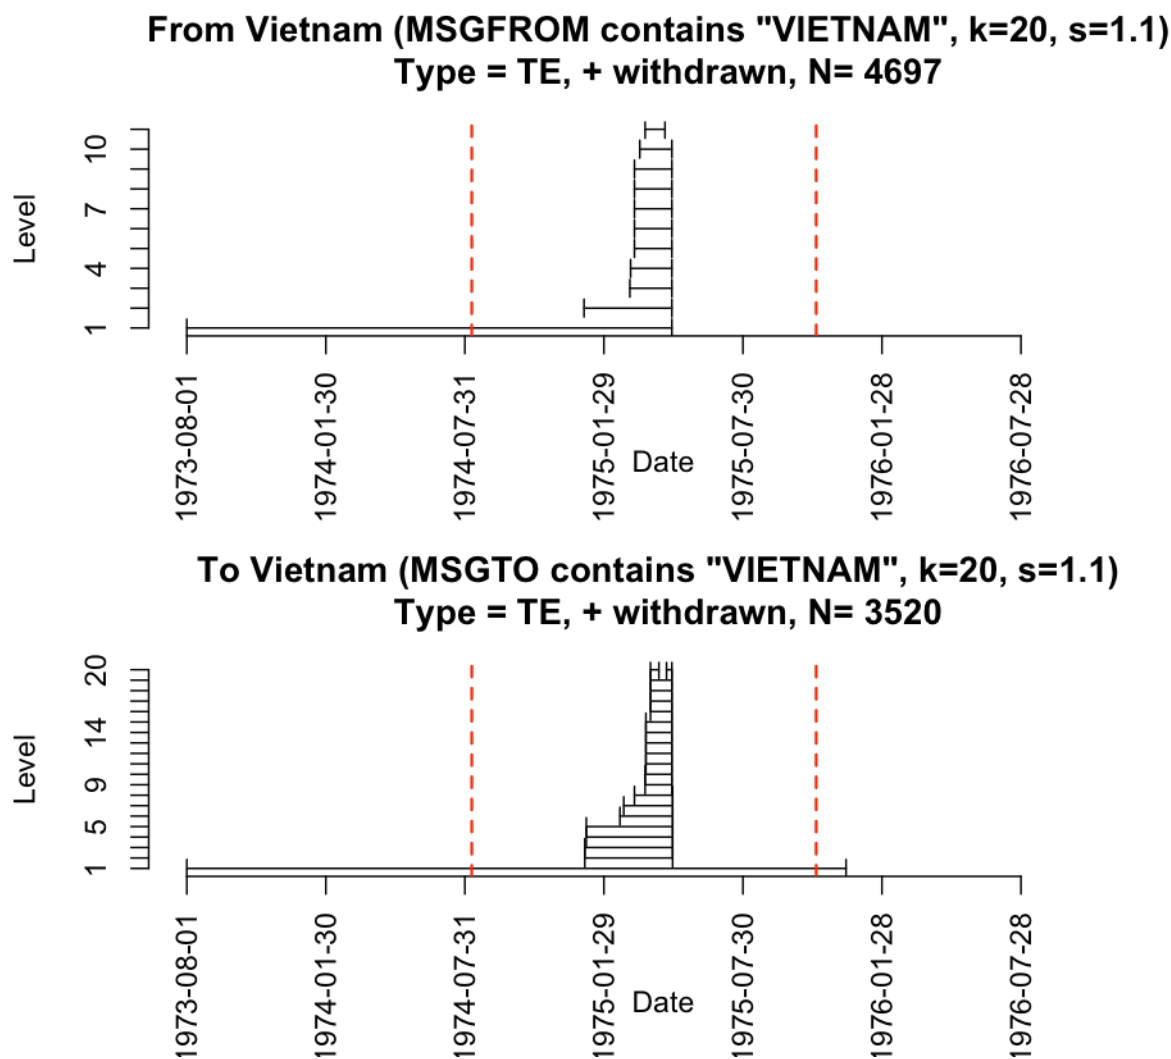 From Vietnam (MSGFROM contains "VIETNAM", k=20, s=1.1)
Type = TE, + withdrawn, N= 4697
Level
10
7
4
1
1973-08-01
1974-01-30
1974-07-31
1975-01-29
1975-07-30
1976-01-28
1976-07-28
Date
To Vietnam (MSGTO contains "VIETNAM", k=20, s=1.1)
Type = TE, + withdrawn, N= 3520
Level
20
14
9
5
1
1973-08-01
1974-01-30
1974-07-31
1975-01-29
1975-07-30
1976-01-28
1976-07-28
Date